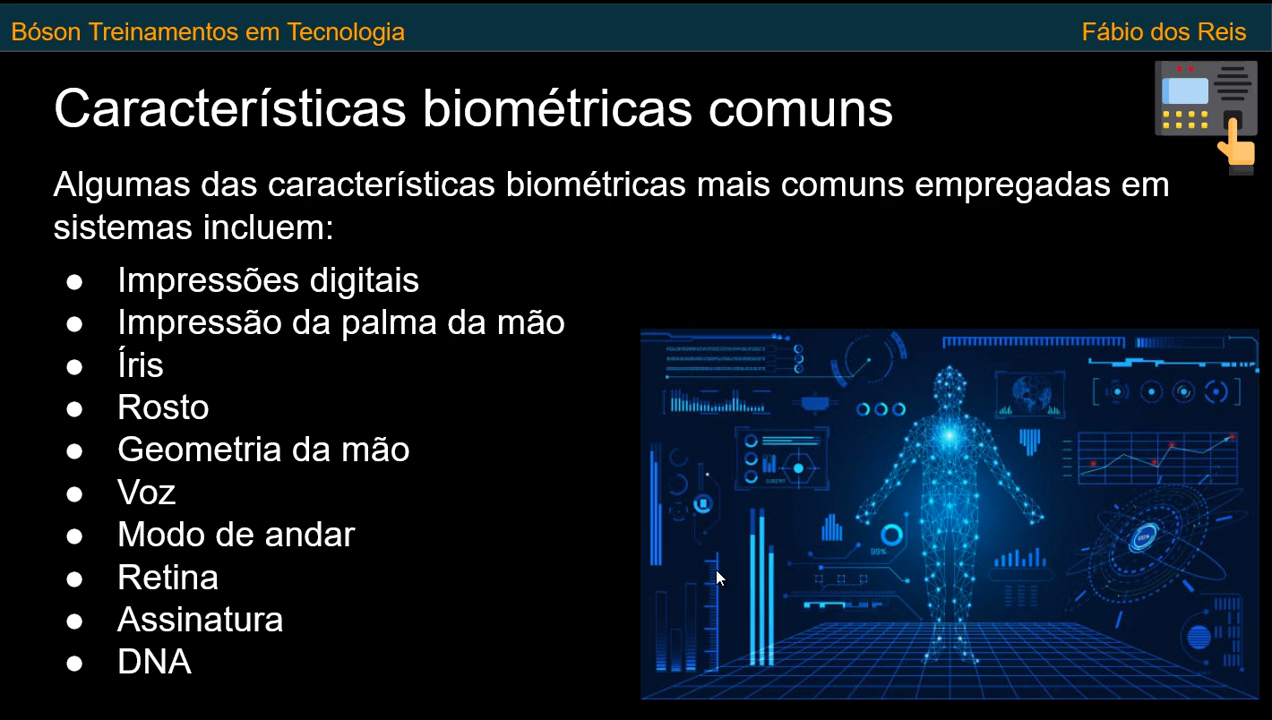 Bóson Treinamentos em Tecnologia
Fábio dos Reis
Características biométricas comuns
Algumas das características biométricas mais comuns empregadas em
sistemas incluem:
● Impressões digitais
● Impressão da palma da mão
● Íris
● Rosto
● Geometria da mão
● Voz
● Modo de andar
● Retina
● Assinatura
● DNA
99%